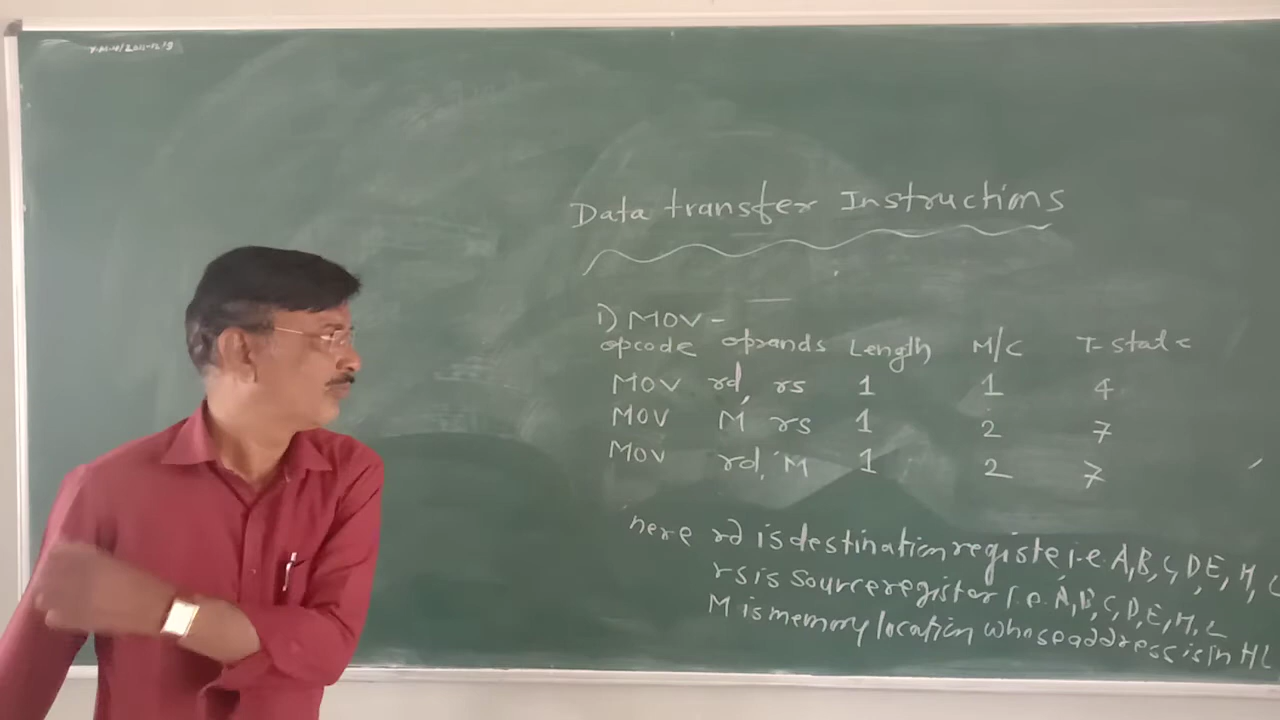 Data transfer Instructions
1) MOV -
opcode oprands Length M/C T-state
MOV rd, rs 1 1 4
MOV M, rs 1 2 7
MOV rd, M 1 2 7
here rd is destination registe i.e. A, B, C, D, E, H, L
rs is source register i.e. A, B, C, D, E, H, L
M is memory location whose address is in HL